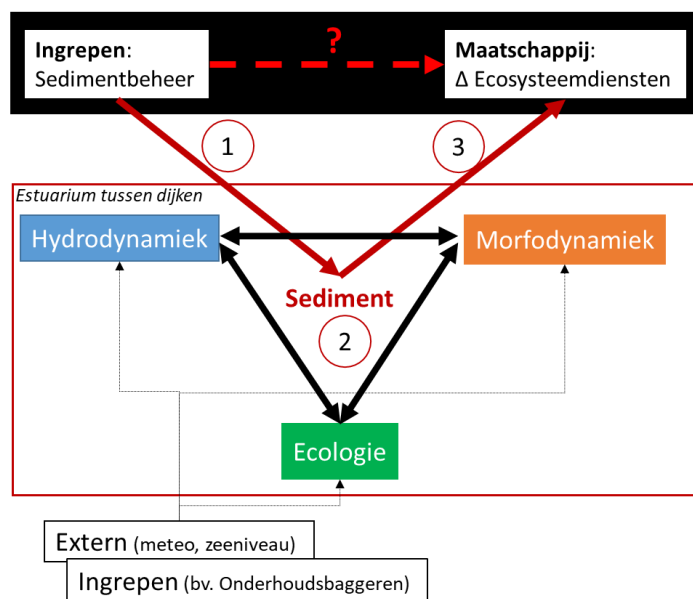 Ingrepen:
Sedimentbeheer
?
Maatschappij:
Δ Ecosysteemdiensten
1
3
Estuarium tussen dijken
Hydrodynamiek
Morfodynamiek
Sediment
2
Ecologie
Extern (meteo, zeeniveau)
Ingrepen (bv. Onderhoudsbaggeren)